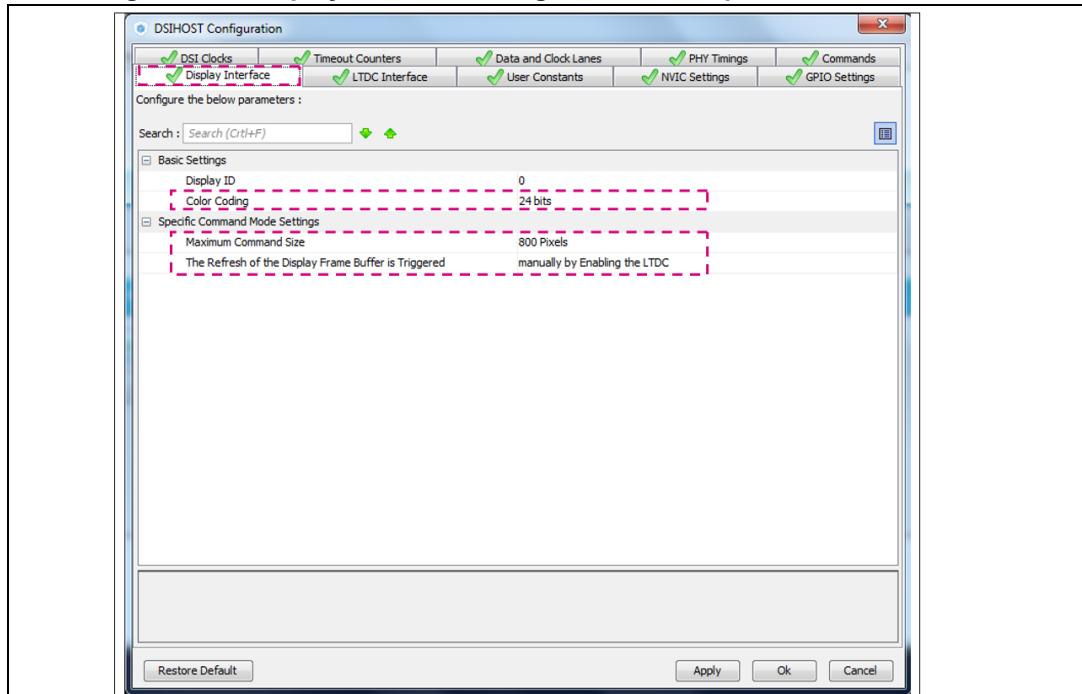 DSIHOST Configuration
DSI Clocks Timeout Counters Data and Clock Lanes PHY Timings Commands
Display Interface LTDC Interface User Constants NVIC Settings GPIO Settings
Configure the below parameters :
Search : Search (Crtl+F)
Basic Settings
Display ID 0
Color Coding 24 bits
Specific Command Mode Settings
Maximum Command Size 800 Pixels
The Refresh of the Display Frame Buffer is Triggered manually by Enabling the LTDC
Restore Default Apply Ok Cancel